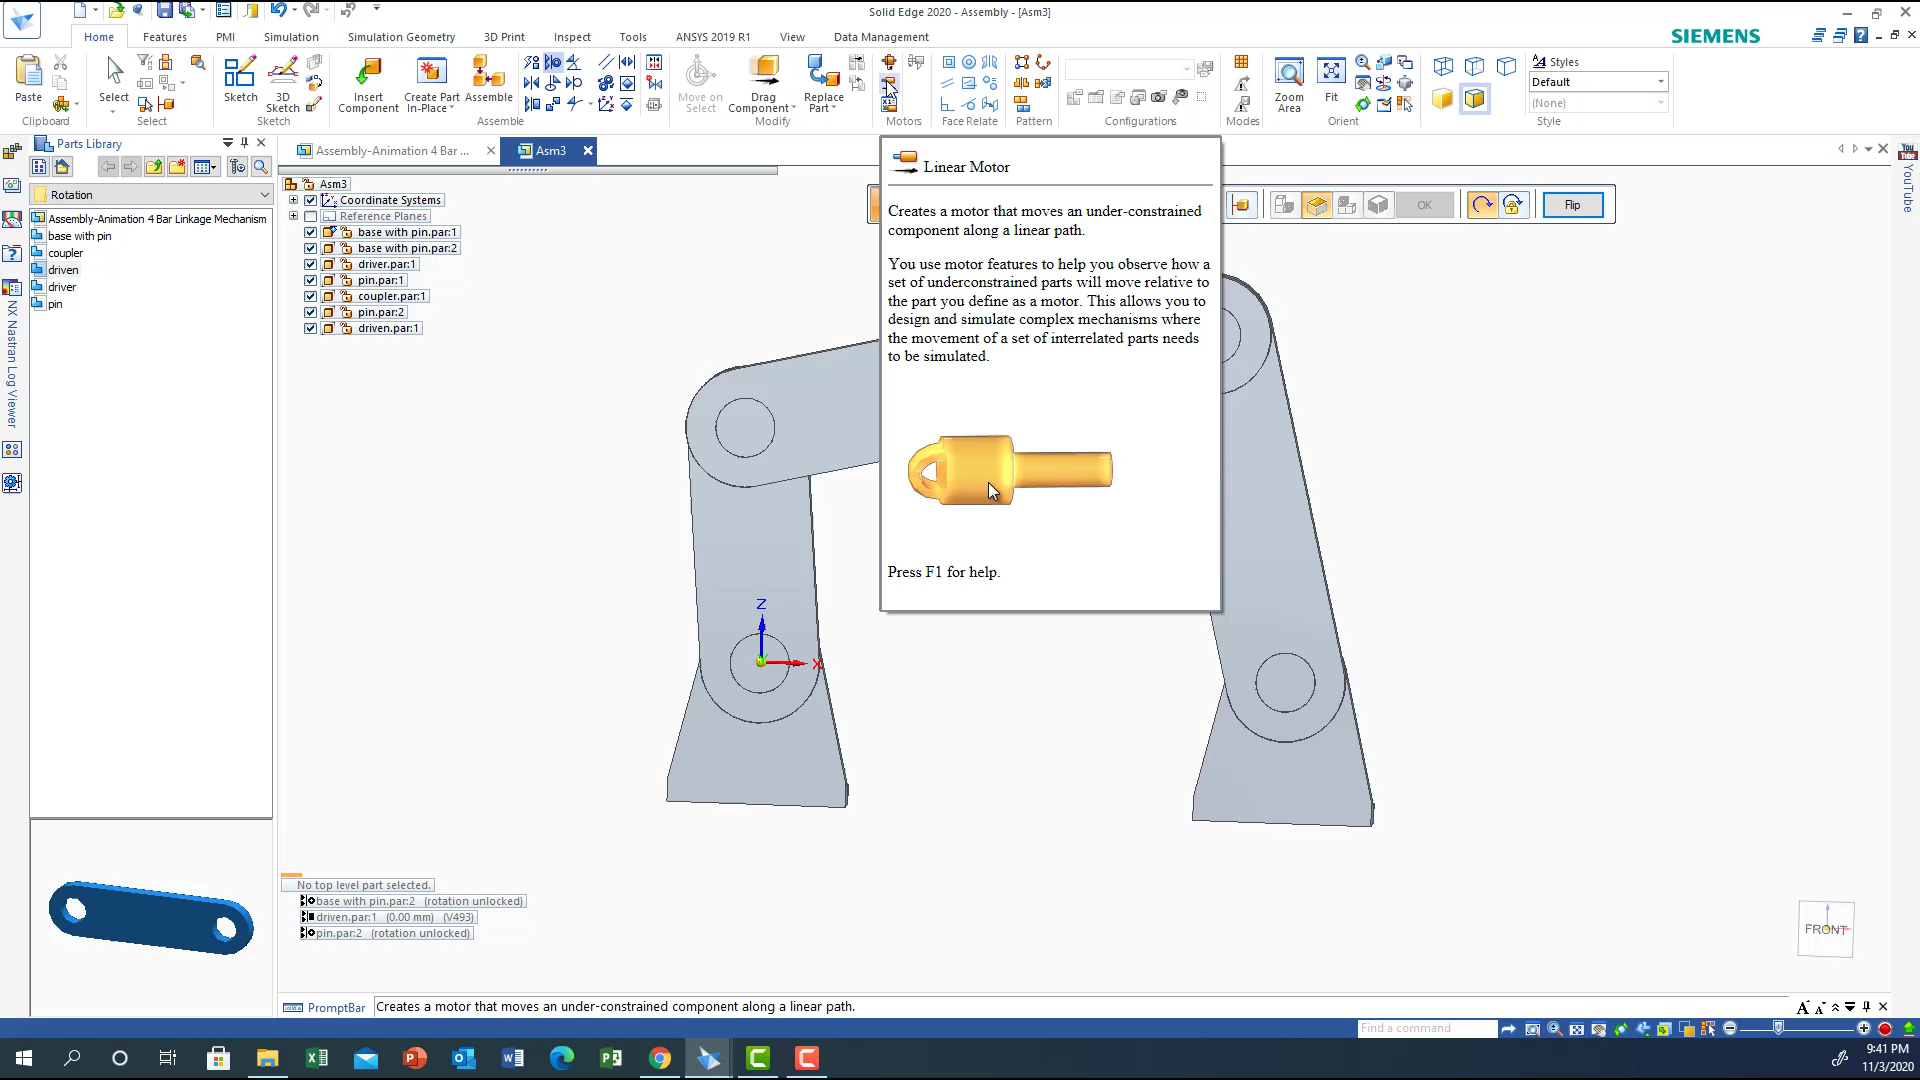 Solid Edge 2020 - Assembly - [Asm3]
Home
Features
PMI
Simulation
Simulation Geometry
3D Print
Inspect
Tools
ANSYS 2019 R1
View
Data Management
SIEMENS
Paste
Clipboard
Select
Select
Sketch
3D Sketch
Sketch
Insert Component
Create Part In-Place
Assemble
Assemble
Move on Select
Drag Component
Replace Part
Modify
Motors
Face Relate
Pattern
Configurations
Modes
Zoom Area
Fit
Orient
Styles
Default
(None)
Style
Parts Library
Rotation
Assembly-Animation 4 Bar Linkage Mechanism
base with pin
coupler
driven
driver
pin
NX Nastran Log Viewer
YouTube
Assembly-Animation 4 Bar ...
Asm3
Asm3
Coordinate Systems
Reference Planes
base with pin.par:1
base with pin.par:2
driver.par:1
pin.par:1
coupler.par:1
pin.par:2
driven.par:1
OK
Flip
Linear Motor
Creates a motor that moves an under-constrained
component along a linear path.
You use motor features to help you observe how a
set of underconstrained parts will move relative to
the part you define as a motor. This allows you to
design and simulate complex mechanisms where
the movement of a set of interrelated parts needs
to be simulated.
Press F1 for help.
Z
X
No top level part selected.
base with pin.par:2 (rotation unlocked)
driven.par:1 (0.00 mm) (V493)
pin.par:2 (rotation unlocked)
FRONT
PromptBar
Creates a motor that moves an under-constrained component along a linear path.
Find a command
9:41 PM
11/3/2020